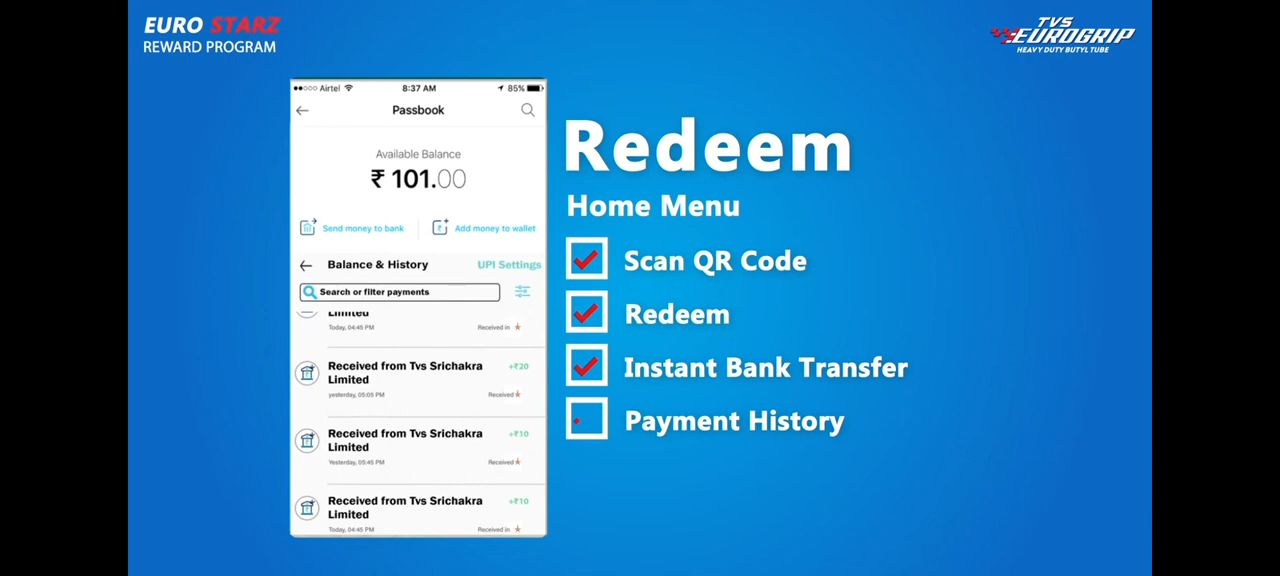 EURO STARZ
REWARD PROGRAM
TVS
EUROGRIP
HEAVY DUTY BUTYL TUBE
Airtel
8:37 AM
85%
Passbook
Available Balance
₹ 101.00
Send money to bank
Add money to wallet
Balance & History
UPI Settings
Search or filter payments
Limited
Today, 04:45 PM
Received in
Received from Tvs Srichakra
+₹20
Limited
yesterday, 05:05 PM
Received
Received from Tvs Srichakra
+₹10
Limited
Yesterday, 05:45 PM
Received
Received from Tvs Srichakra
+₹10
Limited
Today, 04:45 PM
Received in
Redeem
Home Menu
Scan QR Code
Redeem
Instant Bank Transfer
Payment History